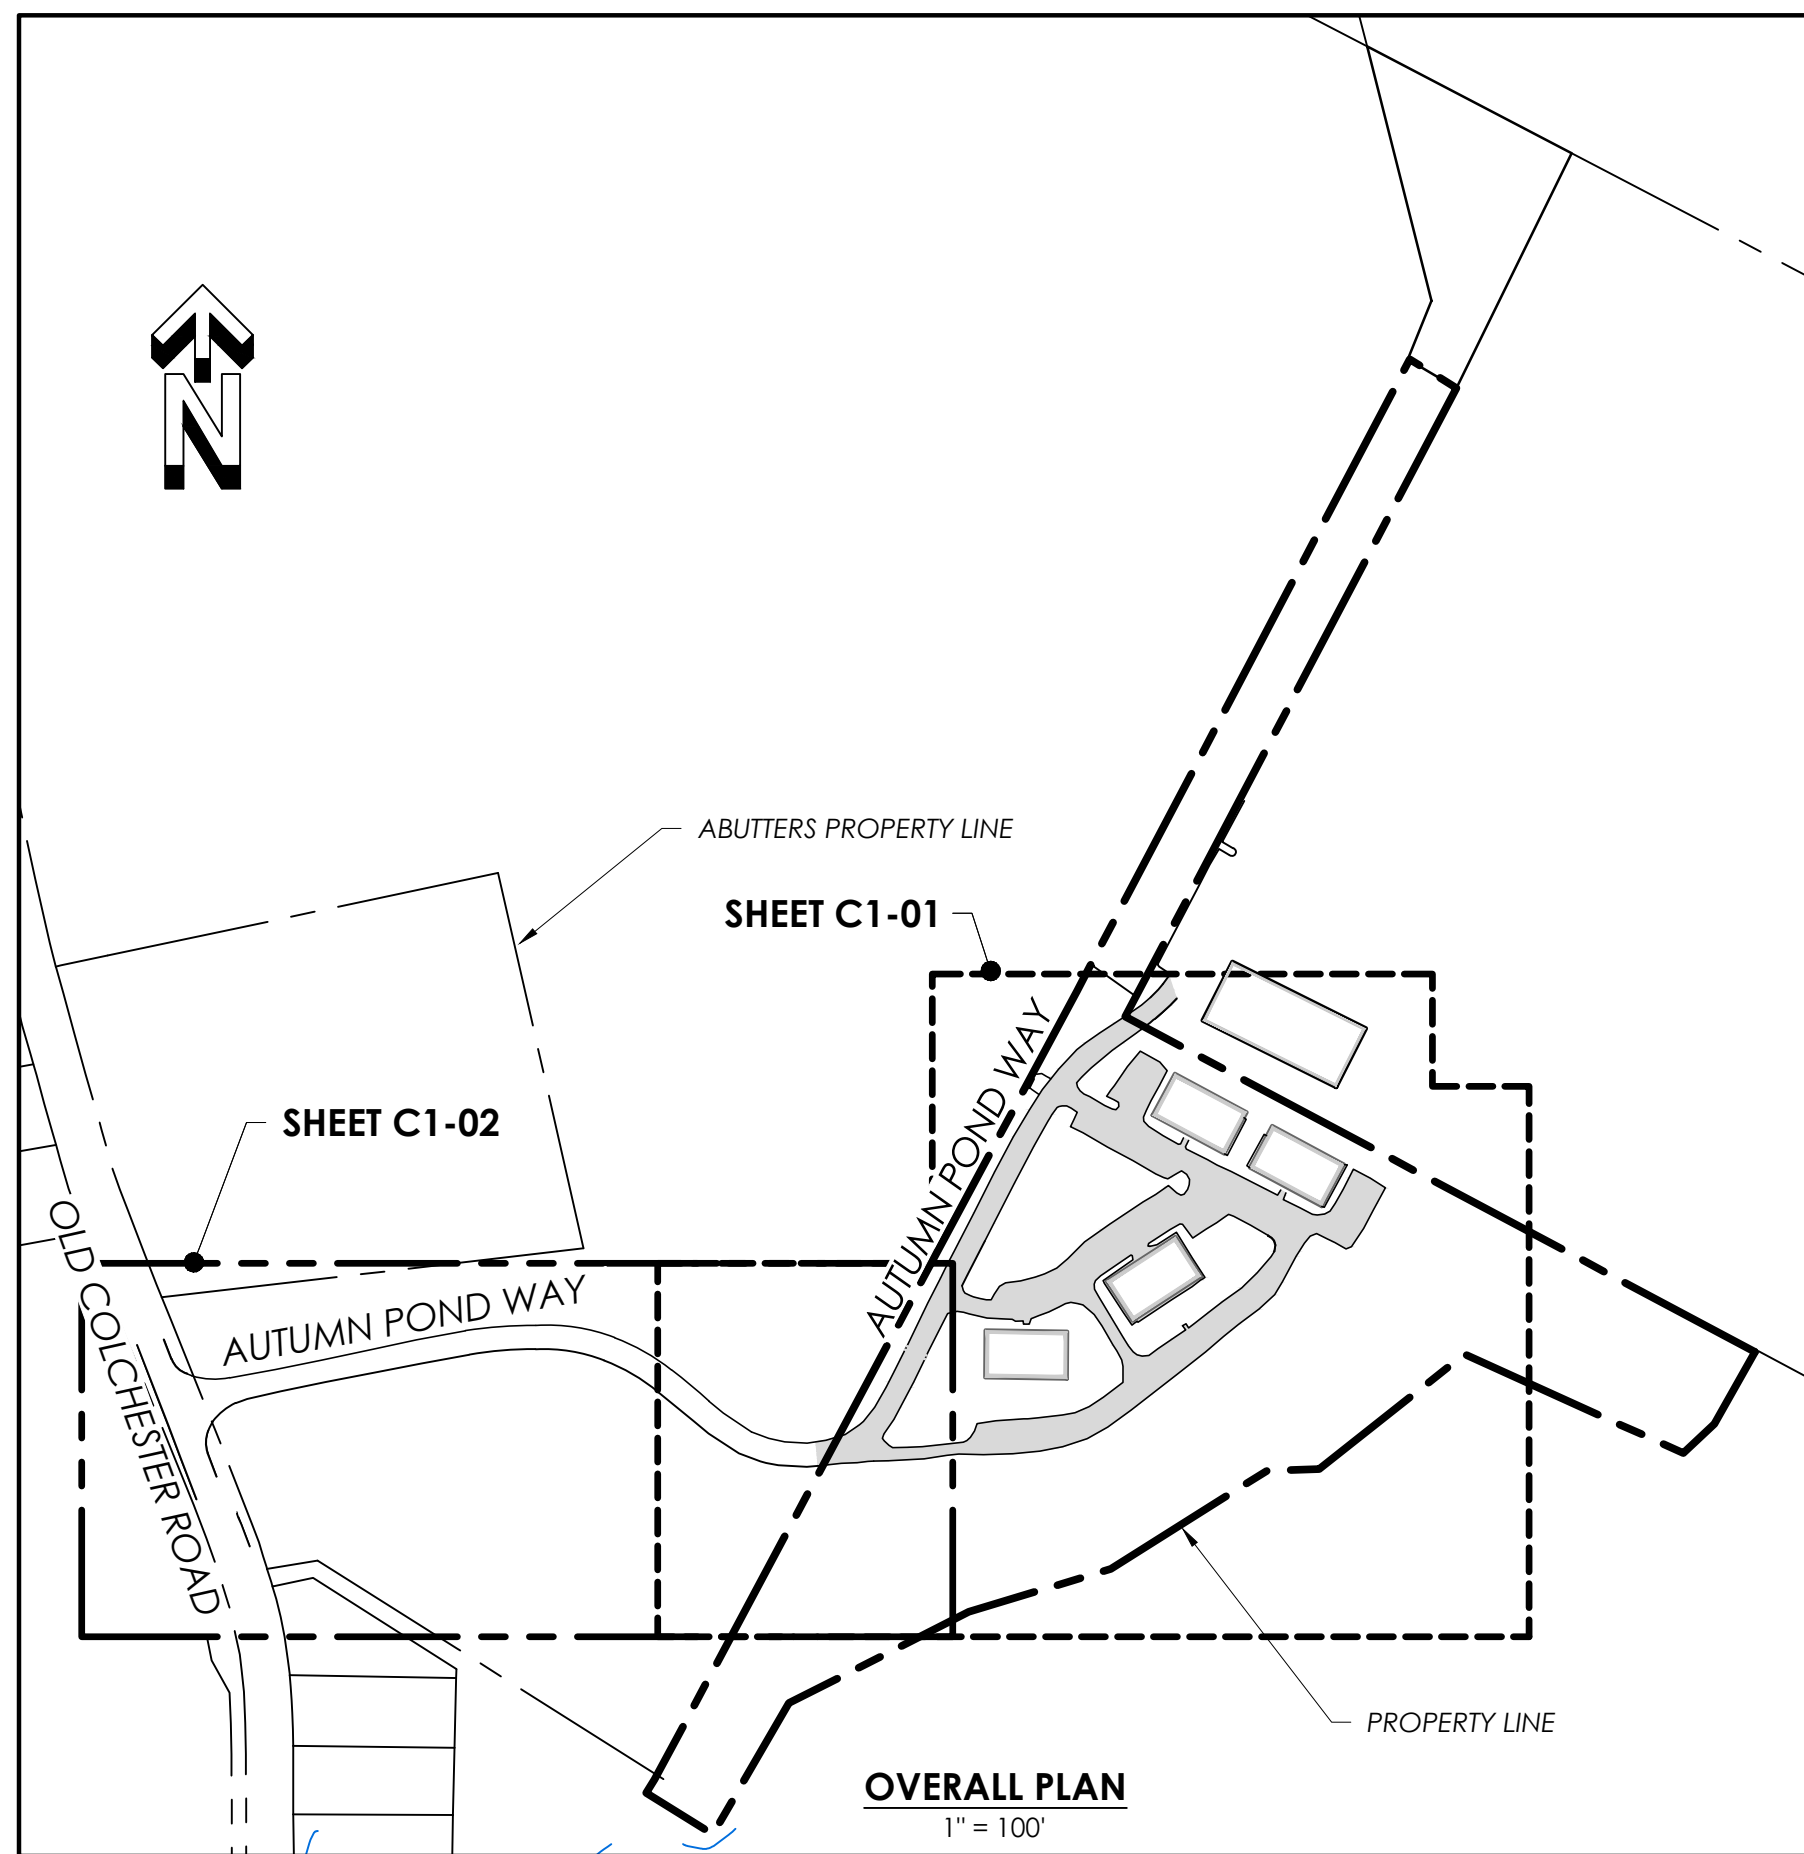 N
ABUTTERS PROPERTY LINE
SHEET C1-01
AUTUMN POND WAY
SHEET C1-02
OLD COLCHESTER ROAD
AUTUMN POND WAY
PROPERTY LINE
OVERALL PLAN
1" = 100'